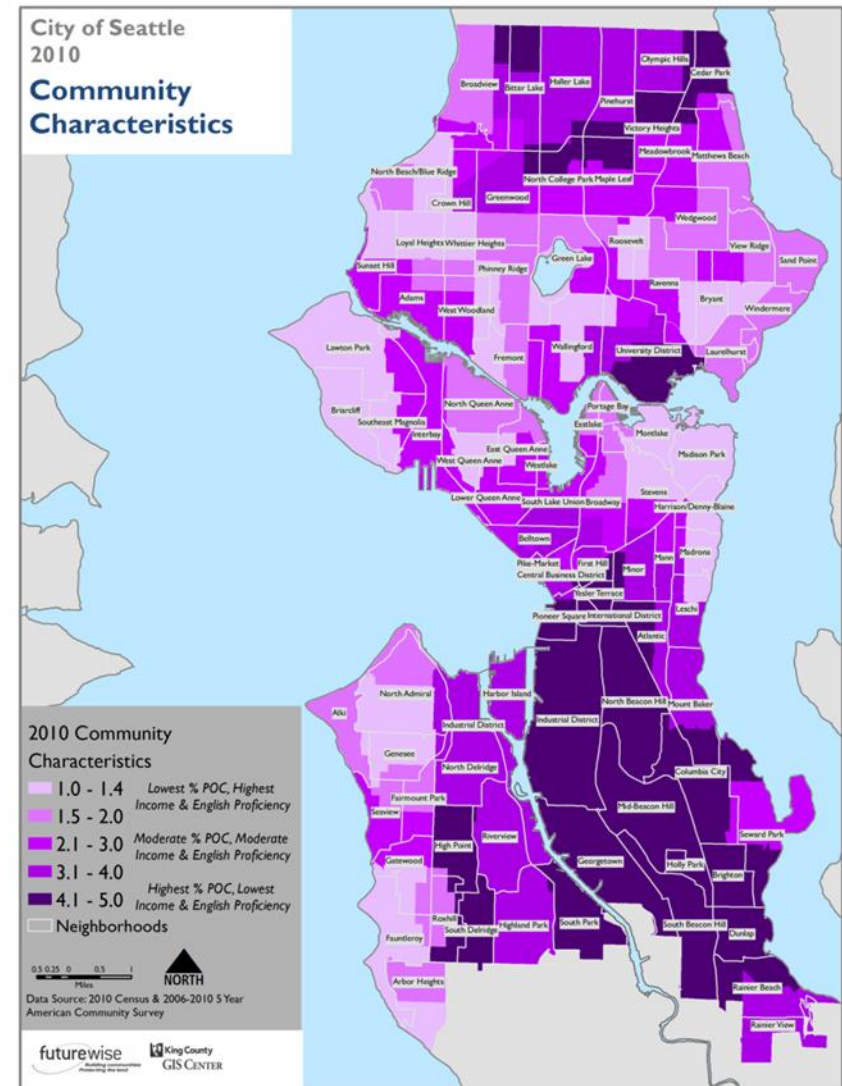 City of Seattle
2010
Community
Characteristics
Olympic Hills
Cedar Park
Broadview
Bitter Lake
Haller Lake
Pinehurst
Victory Heights
Meadowbrook
Matthews Beach
North Beach/Blue Ridge
North College Park
Maple Leaf
Crown Hill
Greenwood
Wedgwood
Loyal Heights
Whittier Heights
Roosevelt
View Ridge
Green Lake
Sand Point
Sunset Hill
Phinney Ridge
Ravenna
Adams
Bryant
West Woodland
Windermere
Lawton Park
Wallingford
University District
Laurelhurst
Fremont
North Queen Anne
Portage Bay
Briarcliff
Southeast Magnolia
Eastlake
Montlake
Interbay
East Queen Anne
Madison Park
West Queen Anne
Westlake
Stevens
Lower Queen Anne
South Lake Union
Broadway
Harrison/Denny-Blaine
Belltown
Pike-Market
First Hill
Minor
Mann
Madrona
Central Business District
Yesler Terrace
Leschi
Pioneer Square
International District
Atlantic
North Admiral
Harbor Island
North Beacon Hill
Mount Baker
Alki
Industrial District
Industrial District
Genesee
North Delridge
Columbia City
Fairmount Park
Mid-Beacon Hill
Seaview
Riverview
Seward Park
High Point
Gatewood
Georgetown
Holly Park
Brighton
Roxhill
South Delridge
Highland Park
South Park
South Beacon Hill
Dunlap
Fauntleroy
Arbor Heights
Rainier Beach
Rainier View
2010 Community
Characteristics
1.0 - 1.4 Lowest % POC, Highest
1.5 - 2.0 Income & English Proficiency
2.1 - 3.0 Moderate % POC, Moderate
3.1 - 4.0 Income & English Proficiency
4.1 - 5.0 Highest % POC, Lowest
Income & English Proficiency
Neighborhoods
0.5 0.25 0 0.5 1
Miles
NORTH
Data Source: 2010 Census & 2006-2010 5 Year
American Community Survey
futurewise
Building communities
Protecting the land
King County
GIS CENTER